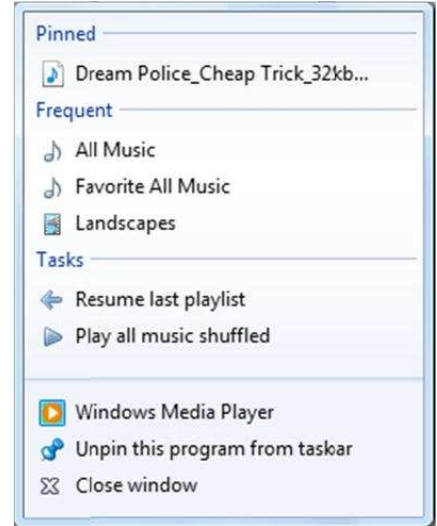 Pinned
Dream Police_Cheap Trick_32kb...
Frequent
All Music
Favorite All Music
Landscapes
Tasks
Resume last playlist
Play all music shuffled
Windows Media Player
Unpin this program from taskar
Close window